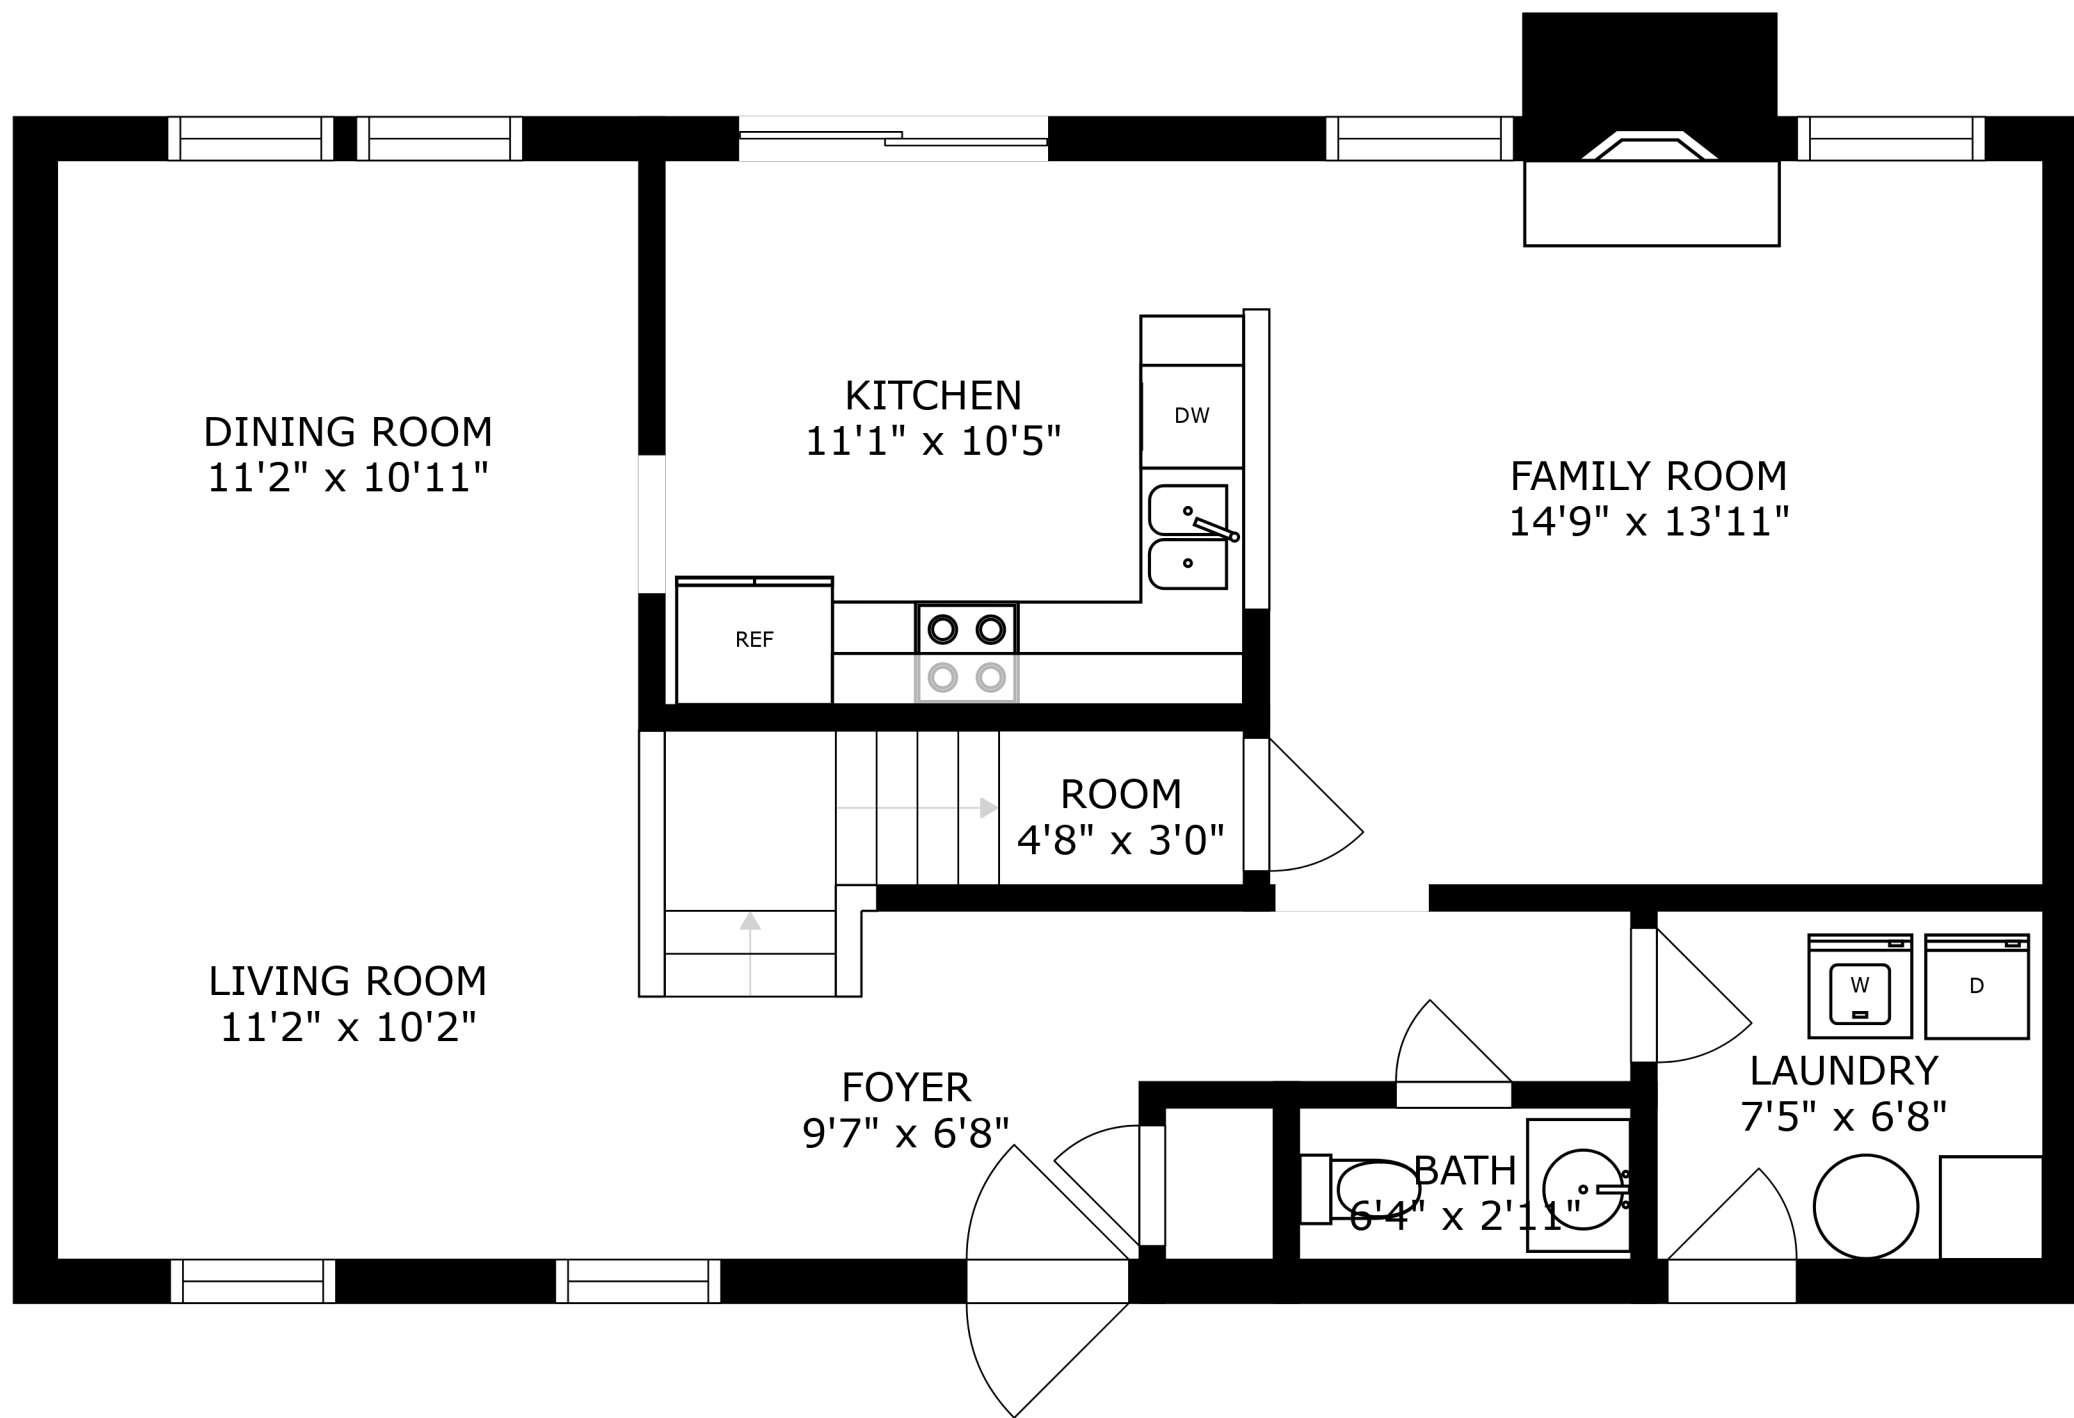 KITCHEN
11'1" x 10'5"
DINING ROOM
11'2" x 10'11"
DW
FAMILY ROOM
14'9" x 13'11"
REF
ROOM
4'8" x 3'0"
LIVING ROOM
11'2" x 10'2"
W
D
FOYER
9'7" x 6'8"
LAUNDRY
7'5" x 6'8"
BATH
6'4" x 2'11"